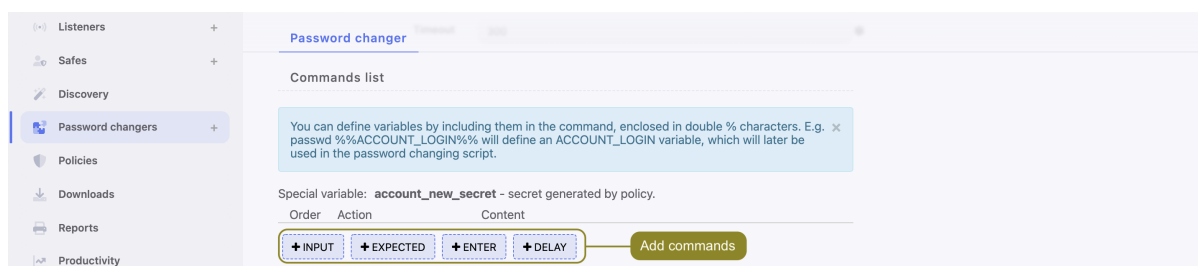 Listeners
+
Timeout
300
Password changer
Safes
+
Commands list
Discovery
Password changers
+
You can define variables by including them in the command, enclosed in double % characters. E.g.
passwd %%ACCOUNT_LOGIN%% will define an ACCOUNT_LOGIN variable, which will later be
used in the password changing script.
×
Policies
Downloads
Special variable: account_new_secret - secret generated by policy.
Order Action Content
Reports
+ INPUT + EXPECTED + ENTER + DELAY Add commands
Productivity